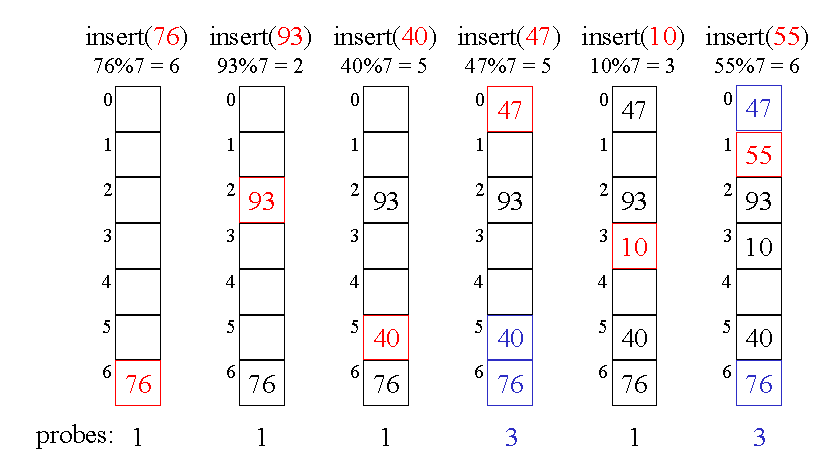 insert(76) insert(93) insert(40) insert(47) insert(10) insert(55)
76%7 = 6 93%7 = 2 40%7 = 5 47%7 = 5 10%7 = 3 55%7 = 6
0 0 0 0 47 0 47 0 47
1 1 1 1 1 1 55
2 2 93 2 93 2 93 2 93 2 93
3 3 3 3 3 10 3 10
4 4 4 4 4 4
5 5 5 40 5 40 5 40 5 40
6 76 6 76 6 76 6 76 6 76 6 76
probes: 1 1 1 3 1 3